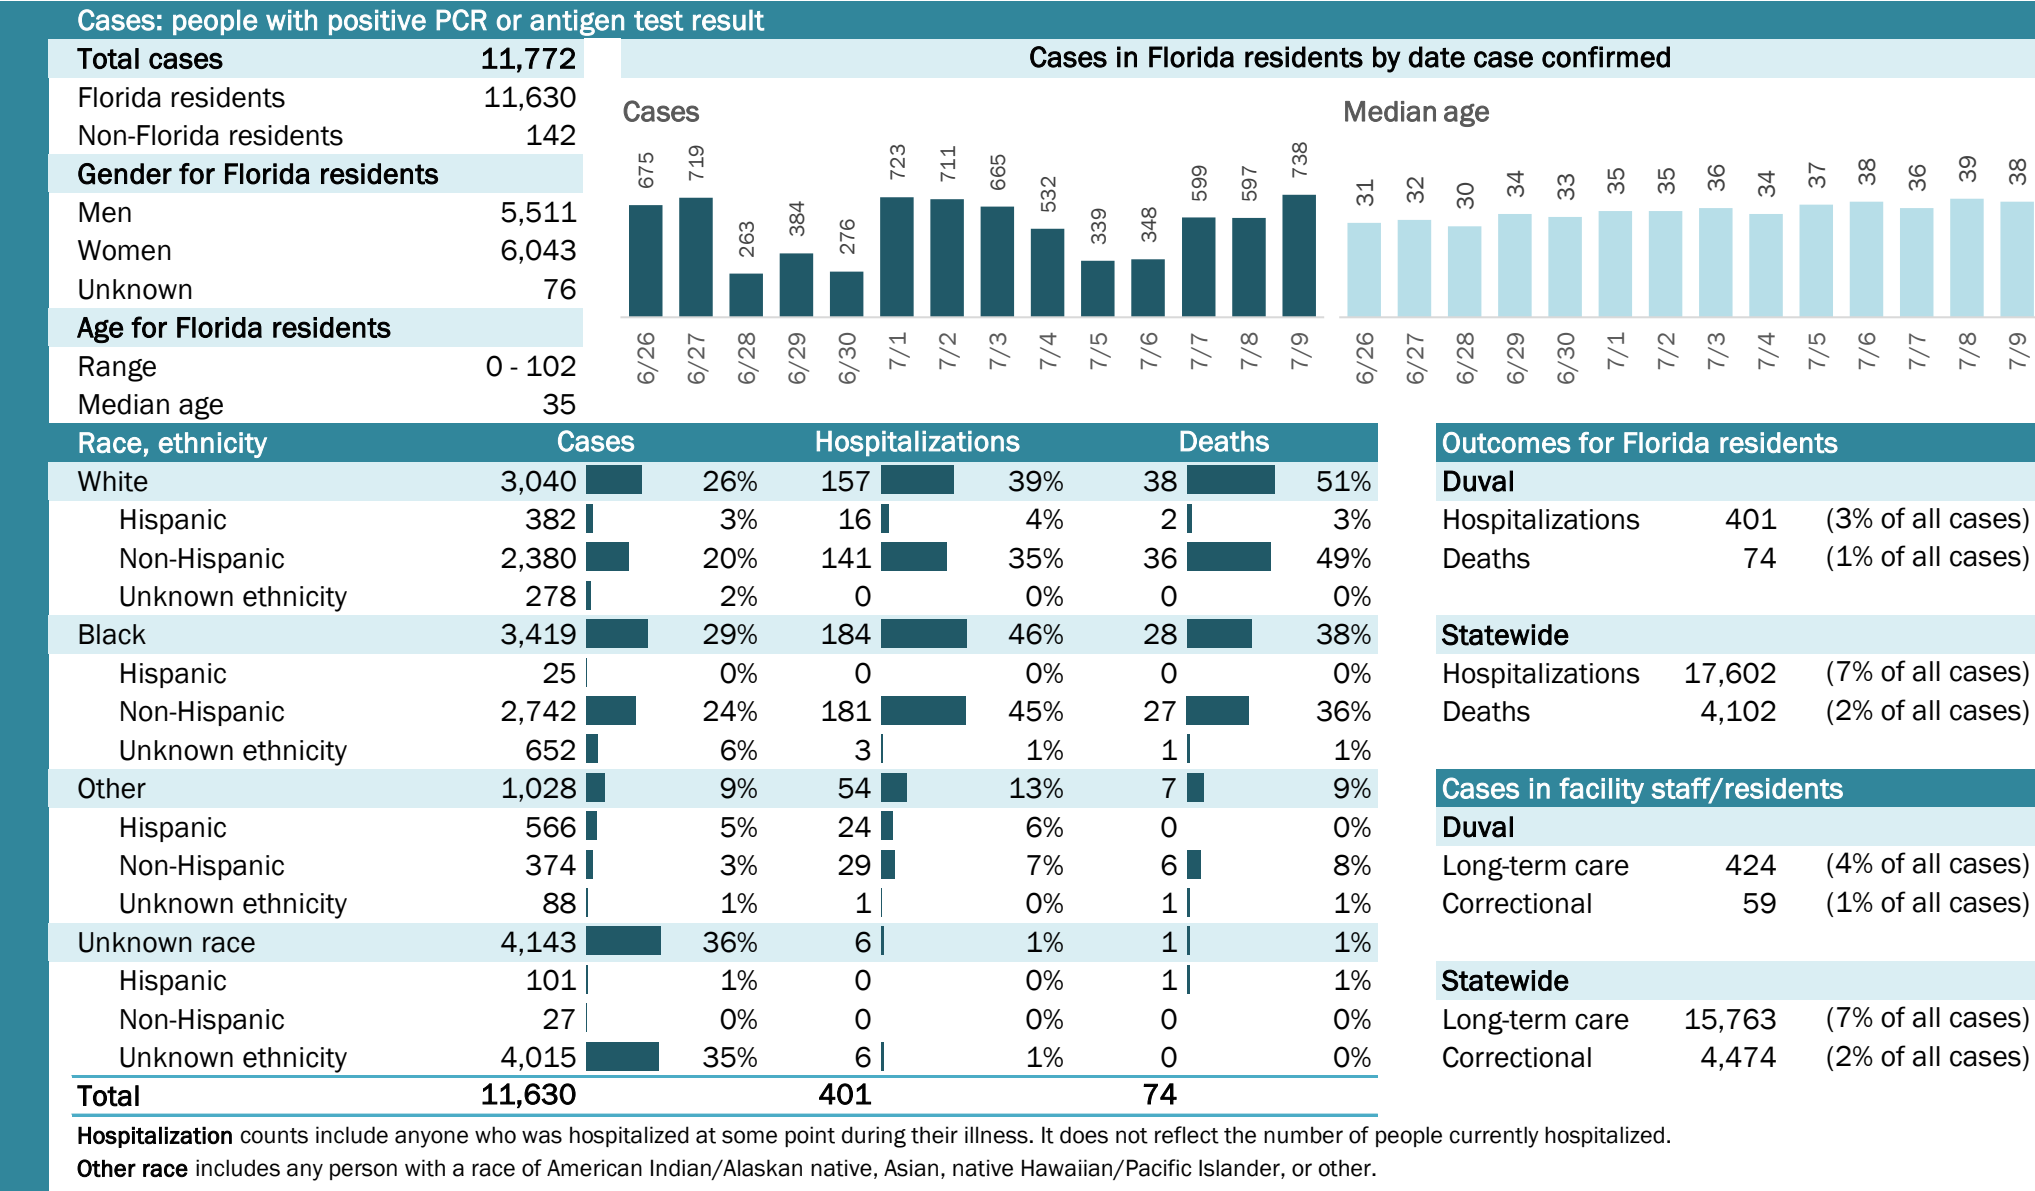 Cases: people with positive PCR or antigen test result
Total cases 11,772
Florida residents 11,630
Non-Florida residents 142
Gender for Florida residents
Men 5,511
Women 6,043
Unknown 76
Age for Florida residents
Range 0 - 102
Median age 35
Cases in Florida residents by date case confirmed
Cases
675 719 263 384 276 723 711 665 532 339 348 599 597 738
6/26 6/27 6/28 6/29 6/30 7/1 7/2 7/3 7/4 7/5 7/6 7/7 7/8 7/9
Median age
31 32 30 34 33 35 35 36 34 37 38 36 39 38
6/26 6/27 6/28 6/29 6/30 7/1 7/2 7/3 7/4 7/5 7/6 7/7 7/8 7/9
Race, ethnicity Cases Hospitalizations Deaths
White 3,040 26% 157 39% 38 51%
Hispanic 382 3% 16 4% 2 3%
Non-Hispanic 2,380 20% 141 35% 36 49%
Unknown ethnicity 278 2% 0 0% 0 0%
Black 3,419 29% 184 46% 28 38%
Hispanic 25 0% 0 0% 0 0%
Non-Hispanic 2,742 24% 181 45% 27 36%
Unknown ethnicity 652 6% 3 1% 1 1%
Other 1,028 9% 54 13% 7 9%
Hispanic 566 5% 24 6% 0 0%
Non-Hispanic 374 3% 29 7% 6 8%
Unknown ethnicity 88 1% 1 0% 1 1%
Unknown race 4,143 36% 6 1% 1 1%
Hispanic 101 1% 0 0% 1 1%
Non-Hispanic 27 0% 0 0% 0 0%
Unknown ethnicity 4,015 35% 6 1% 0 0%
Total 11,630 401 74
Outcomes for Florida residents
Duval
Hospitalizations 401 (3% of all cases)
Deaths 74 (1% of all cases)
Statewide
Hospitalizations 17,602 (7% of all cases)
Deaths 4,102 (2% of all cases)
Cases in facility staff/residents
Duval
Long-term care 424 (4% of all cases)
Correctional 59 (1% of all cases)
Statewide
Long-term care 15,763 (7% of all cases)
Correctional 4,474 (2% of all cases)
Hospitalization counts include anyone who was hospitalized at some point during their illness. It does not reflect the number of people currently hospitalized.
Other race includes any person with a race of American Indian/Alaskan native, Asian, native Hawaiian/Pacific Islander, or other.